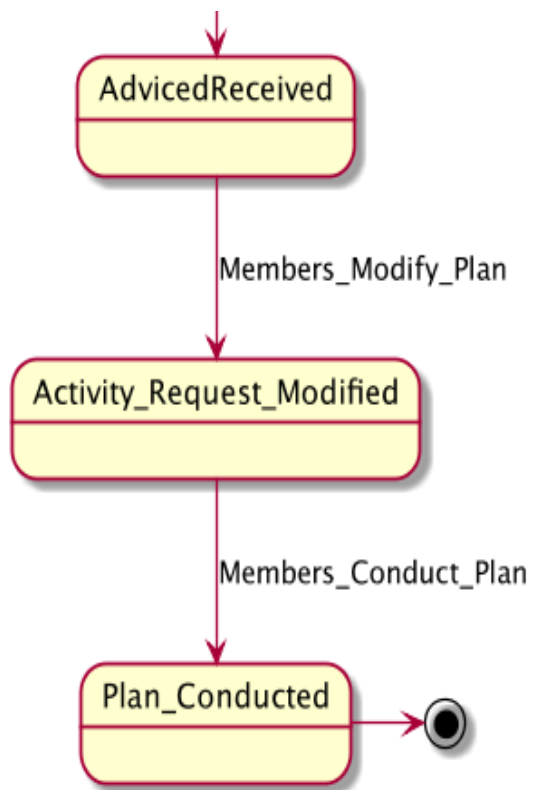 AdvicedReceived
Members_Modify_Plan
Activity_Request_Modified
Members_Conduct_Plan
Plan_Conducted